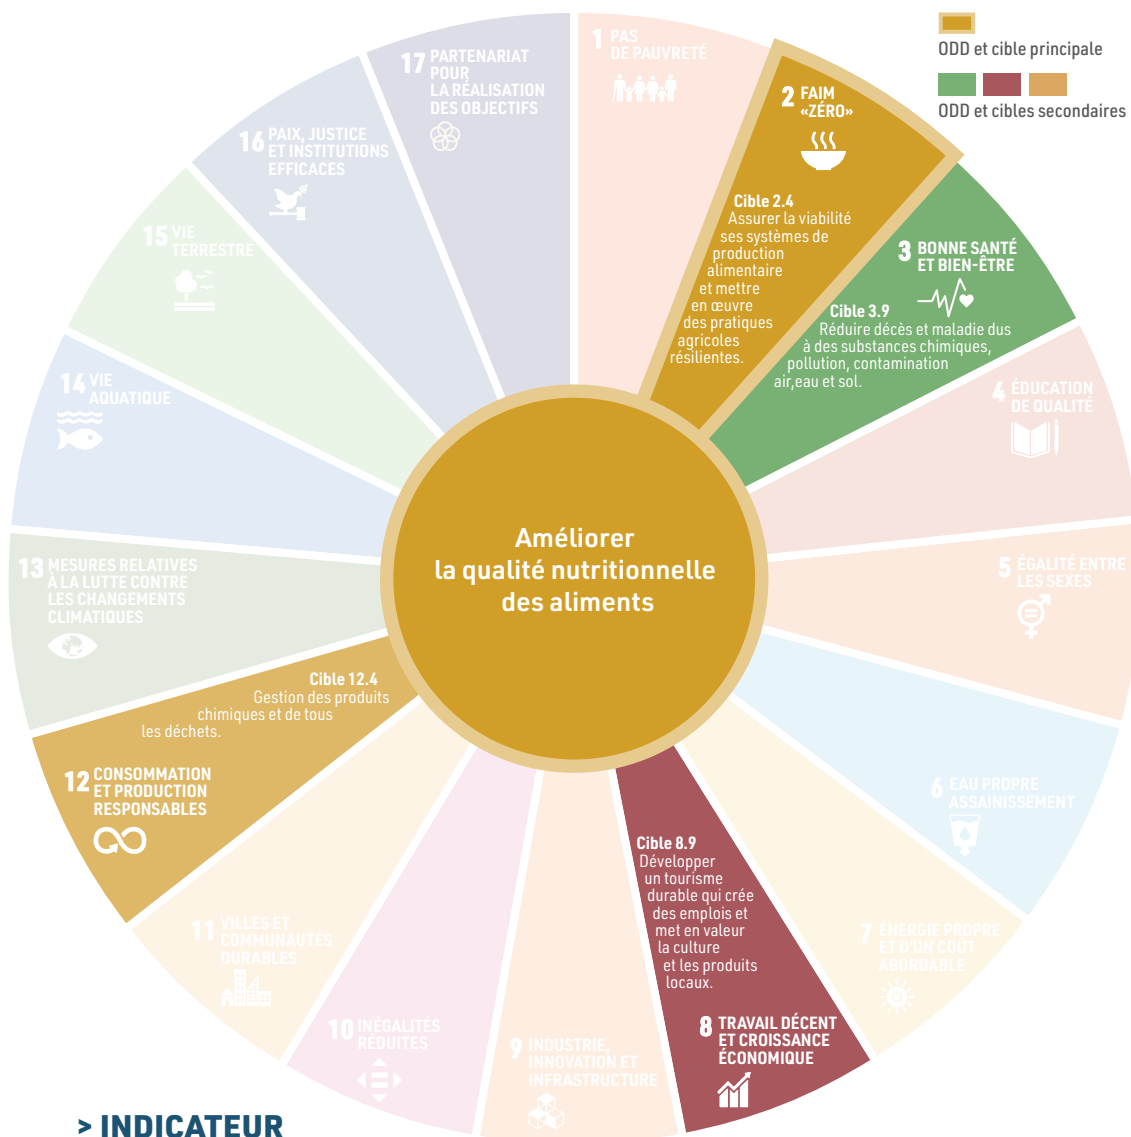 ODD et cible principale
ODD et cibles secondaires
1 PAS
DE PAUVRETÉ
2 FAIM
«ZÉRO»
Cible 2.4
Assurer la viabilité
ses systèmes de
production
alimentaire
et mettre
en œuvre
des pratiques
agricoles
résilientes.
3 BONNE SANTÉ
ET BIEN-ÊTRE
Cible 3.9
Réduire décès et maladie dus
à des substances chimiques,
pollution, contamination
air,eau et sol.
4 ÉDUCATION
DE QUALITÉ
5 ÉGALITÉ ENTRE
LES SEXES
6 EAU PROPRE
ASSAINISSEMENT
7 ÉNERGIE PROPRE
ET D'UN COÛT
ABORDABLE
Cible 8.9
Développer
un tourisme
durable qui crée
des emplois et
met en valeur
la culture
et les produits
locaux.
8 TRAVAIL DÉCENT
ET CROISSANCE
ÉCONOMIQUE
9 INDUSTRIE,
INNOVATION ET
INFRASTRUCTURE
10 INÉGALITÉS
RÉDUITES
11 VILLES ET
COMMUNAUTÉS
DURABLES
Cible 12.4
Gestion des produits
chimiques et de tous
les déchets.
12 CONSOMMATION
ET PRODUCTION
RESPONSABLES
13 MESURES RELATIVES
À LA LUTTE CONTRE
LES CHANGEMENTS
CLIMATIQUES
14 VIE
AQUATIQUE
15 VIE
TERRESTRE
16 PAIX, JUSTICE
ET INSTITUTIONS
EFFICACES
17 PARTENARIAT
POUR
LA RÉALISATION
DES OBJECTIFS
Améliorer
la qualité nutritionnelle
des aliments
> INDICATEUR